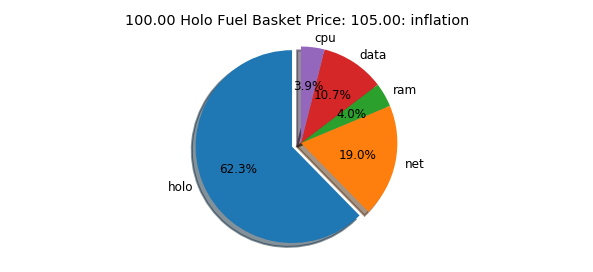 100.00 Holo Fuel Basket Price: 105.00: inflation
cpu
data
ram
net
holo
3.9%
10.7%
4.0%
19.0%
62.3%